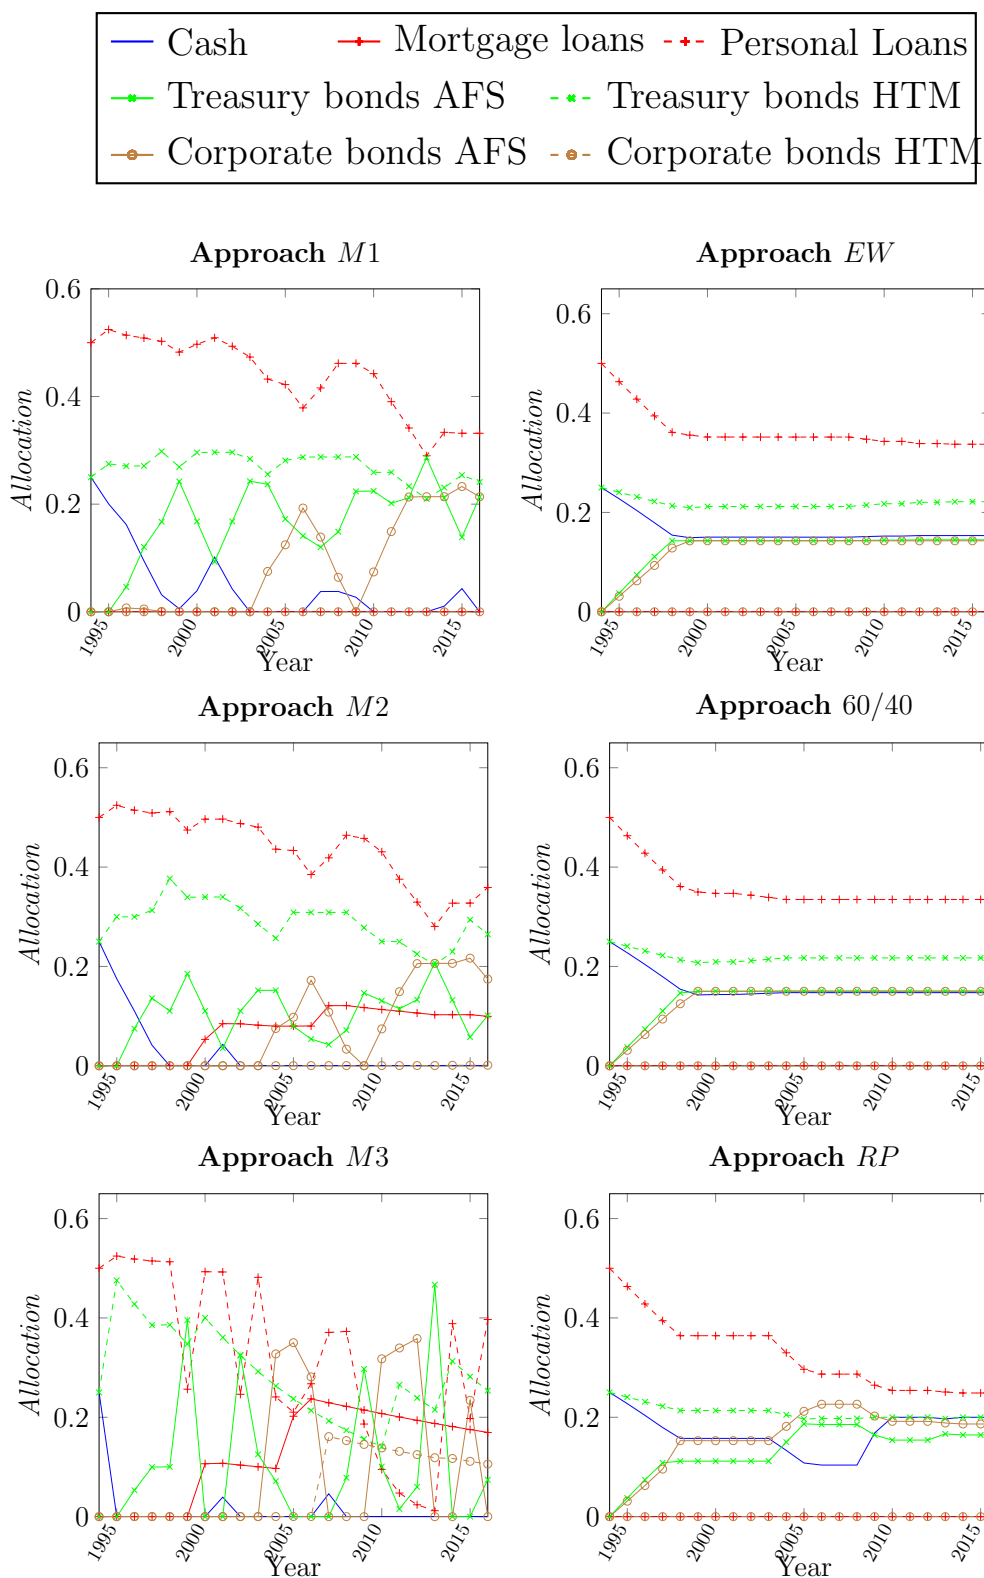 Cash Mortgage loans Personal Loans
Treasury bonds AFS Treasury bonds HTM
Corporate bonds AFS Corporate bonds HTM
Approach M1
0.6
0.4
0.2
0
Allocation
1995 2000 2005 2010 2015
Year
Approach EW
0.6
0.4
0.2
0
Allocation
1995 2000 2005 2010 2015
Year
Approach M2
0.6
0.4
0.2
0
Allocation
1995 2000 2005 2010 2015
Year
Approach 60/40
0.6
0.4
0.2
0
Allocation
1995 2000 2005 2010 2015
Year
Approach M3
0.6
0.4
0.2
0
Allocation
1995 2000 2005 2010 2015
Year
Approach RP
0.6
0.4
0.2
0
Allocation
1995 2000 2005 2010 2015
Year